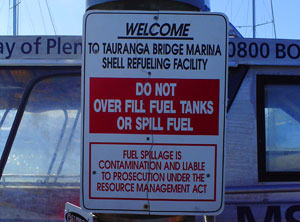 WELCOME
TO TAURANGA BRIDGE MARINA
SHELL REFUELING FACILITY
DO NOT
OVER FILL FUEL TANKS
OR SPILL FUEL
FUEL SPILLAGE IS
CONTAMINATION AND LIABLE
TO PROSECUTION UNDER THE
RESOURCE MANAGEMENT ACT
ay of Plen
0800 BO